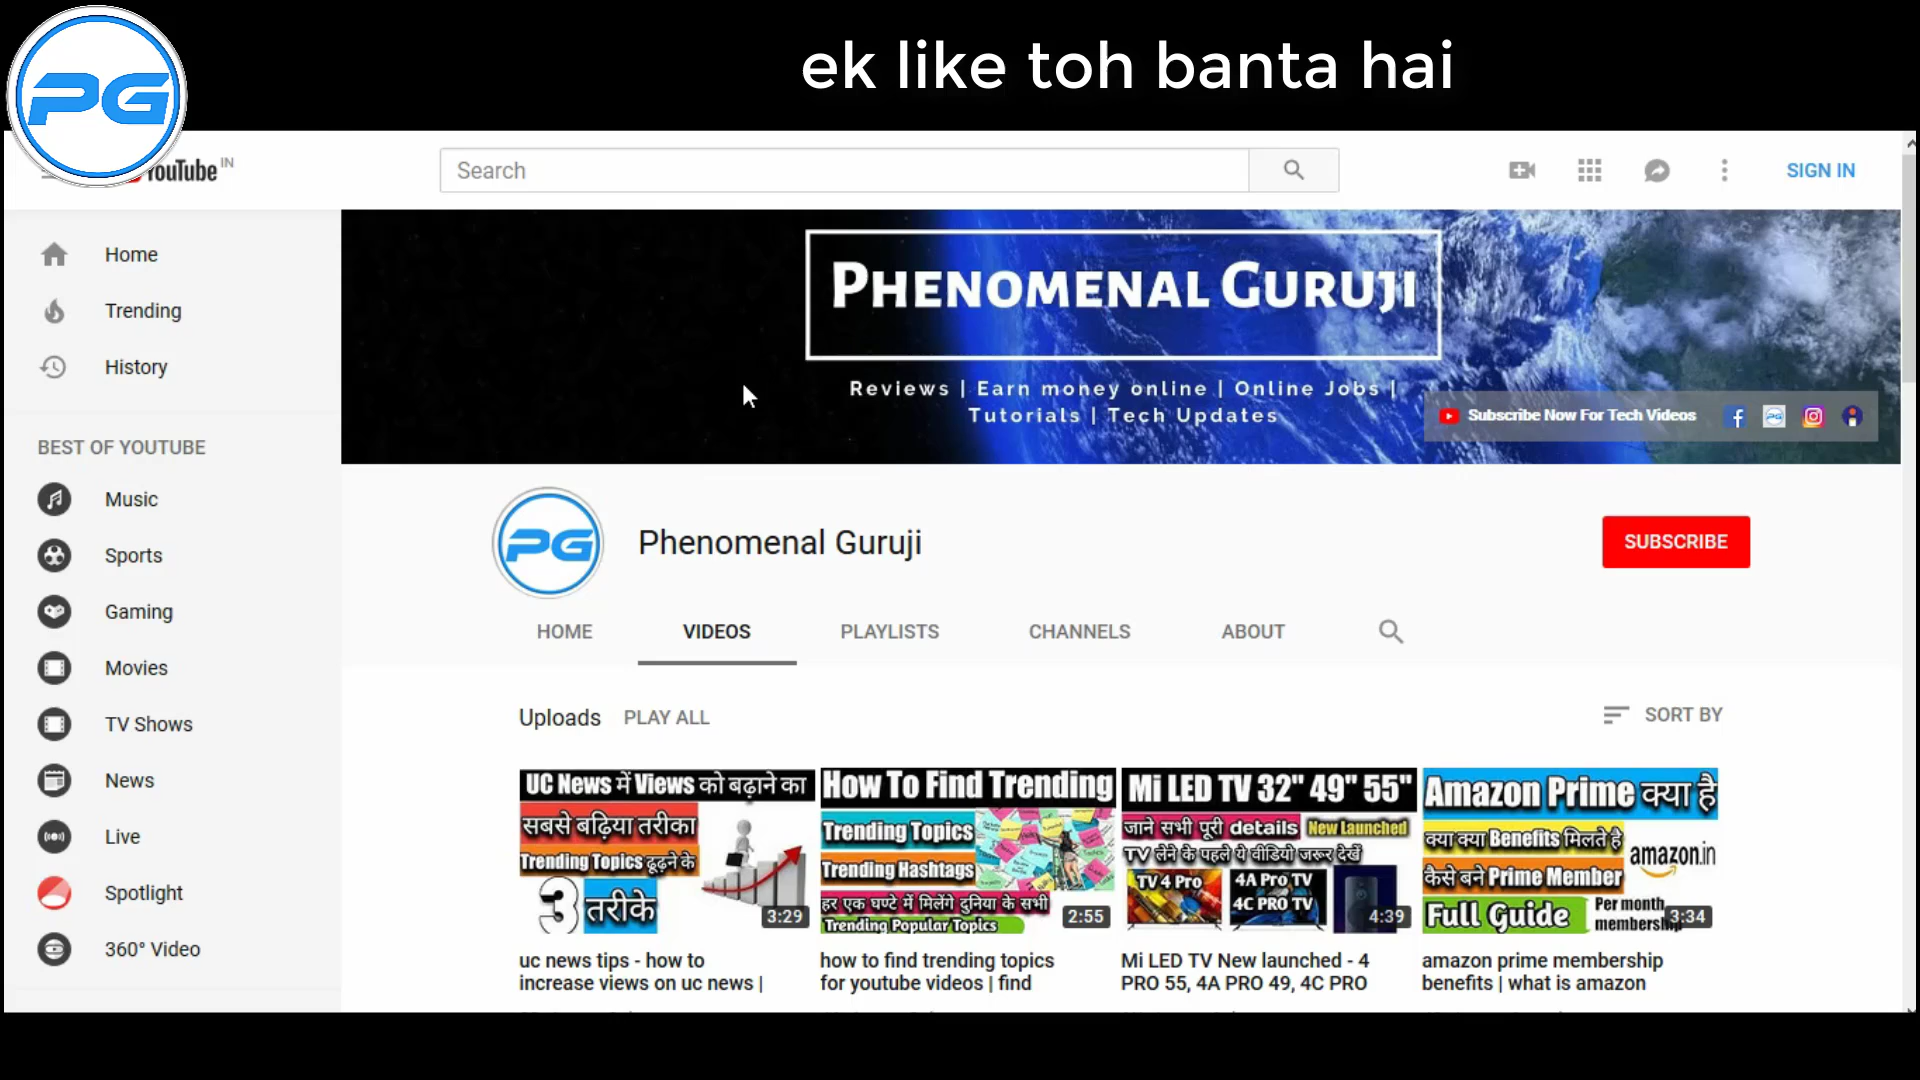 PG
ek like toh banta hai
YouTube IN
Search
SIGN IN
Home
Trending
History
BEST OF YOUTUBE
Music
Sports
Gaming
Movies
TV Shows
News
Live
Spotlight
360° Video
PHENOMENAL GURUJI
Reviews | Earn money online | Online Jobs |
Tutorials | Tech Updates
Subscribe Now For Tech Videos
PG
Phenomenal Guruji
SUBSCRIBE
HOME
VIDEOS
PLAYLISTS
CHANNELS
ABOUT
Uploads
PLAY ALL
SORT BY
UC News में Views को बढ़ाने का
सबसे बढ़िया तरीका
Trending Topics ढूढ़ने के
3 तरीके
3:29
uc news tips - how to
increase views on uc news |
How To Find Trending
Trending Topics
Trending Hashtags
हर एक घण्टे में मिलेंगे दुनिया के सभी
Trending Popular Topics
2:55
how to find trending topics
for youtube videos | find
Mi LED TV 32" 49" 55"
जाने सभी पूरी details New Launched
TV लेने के पहले ये वीडियो जरूर देखें
TV 4 Pro
4A Pro TV
4C PRO TV
4:39
Mi LED TV New launched - 4
PRO 55, 4A PRO 49, 4C PRO
Amazon Prime क्या है
क्या क्या Benefits मिलते है
कैसे बने Prime Member
amazon.in
Full Guide
Per month
membership
3:34
amazon prime membership
benefits | what is amazon